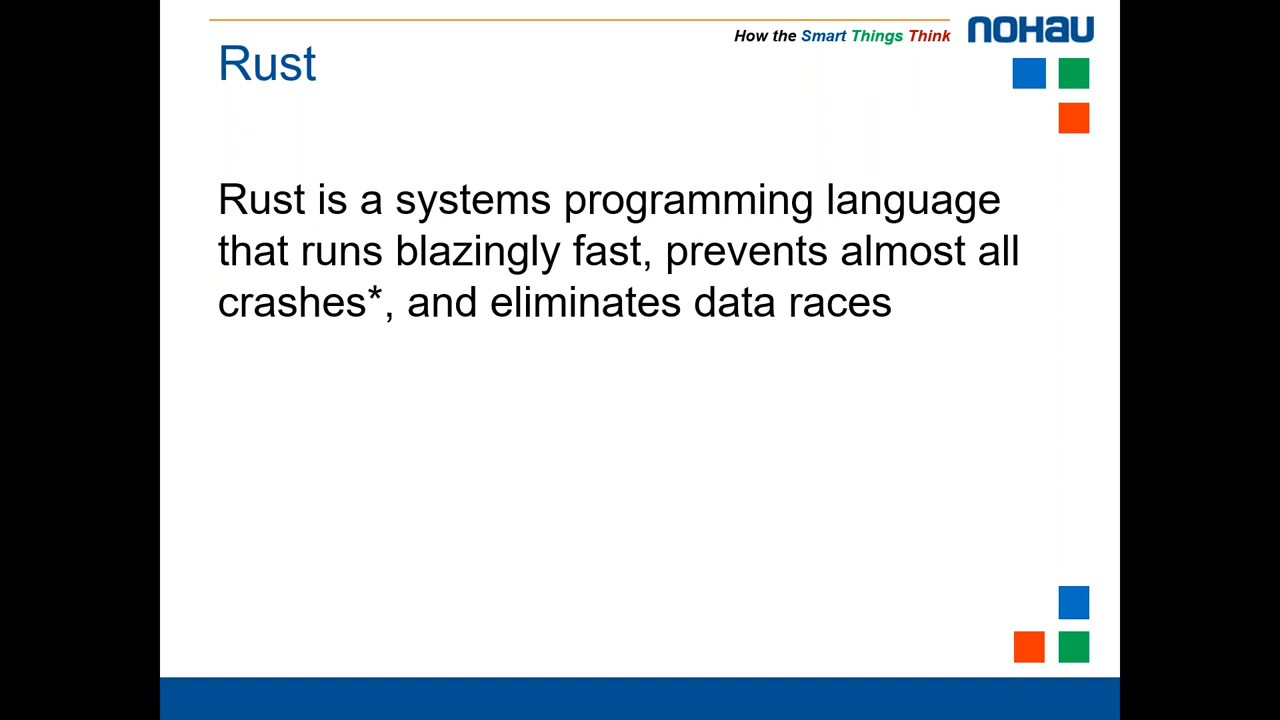 How the Smart Things Think
nOHaU
Rust
Rust is a systems programming language
that runs blazingly fast, prevents almost all
crashes*, and eliminates data races